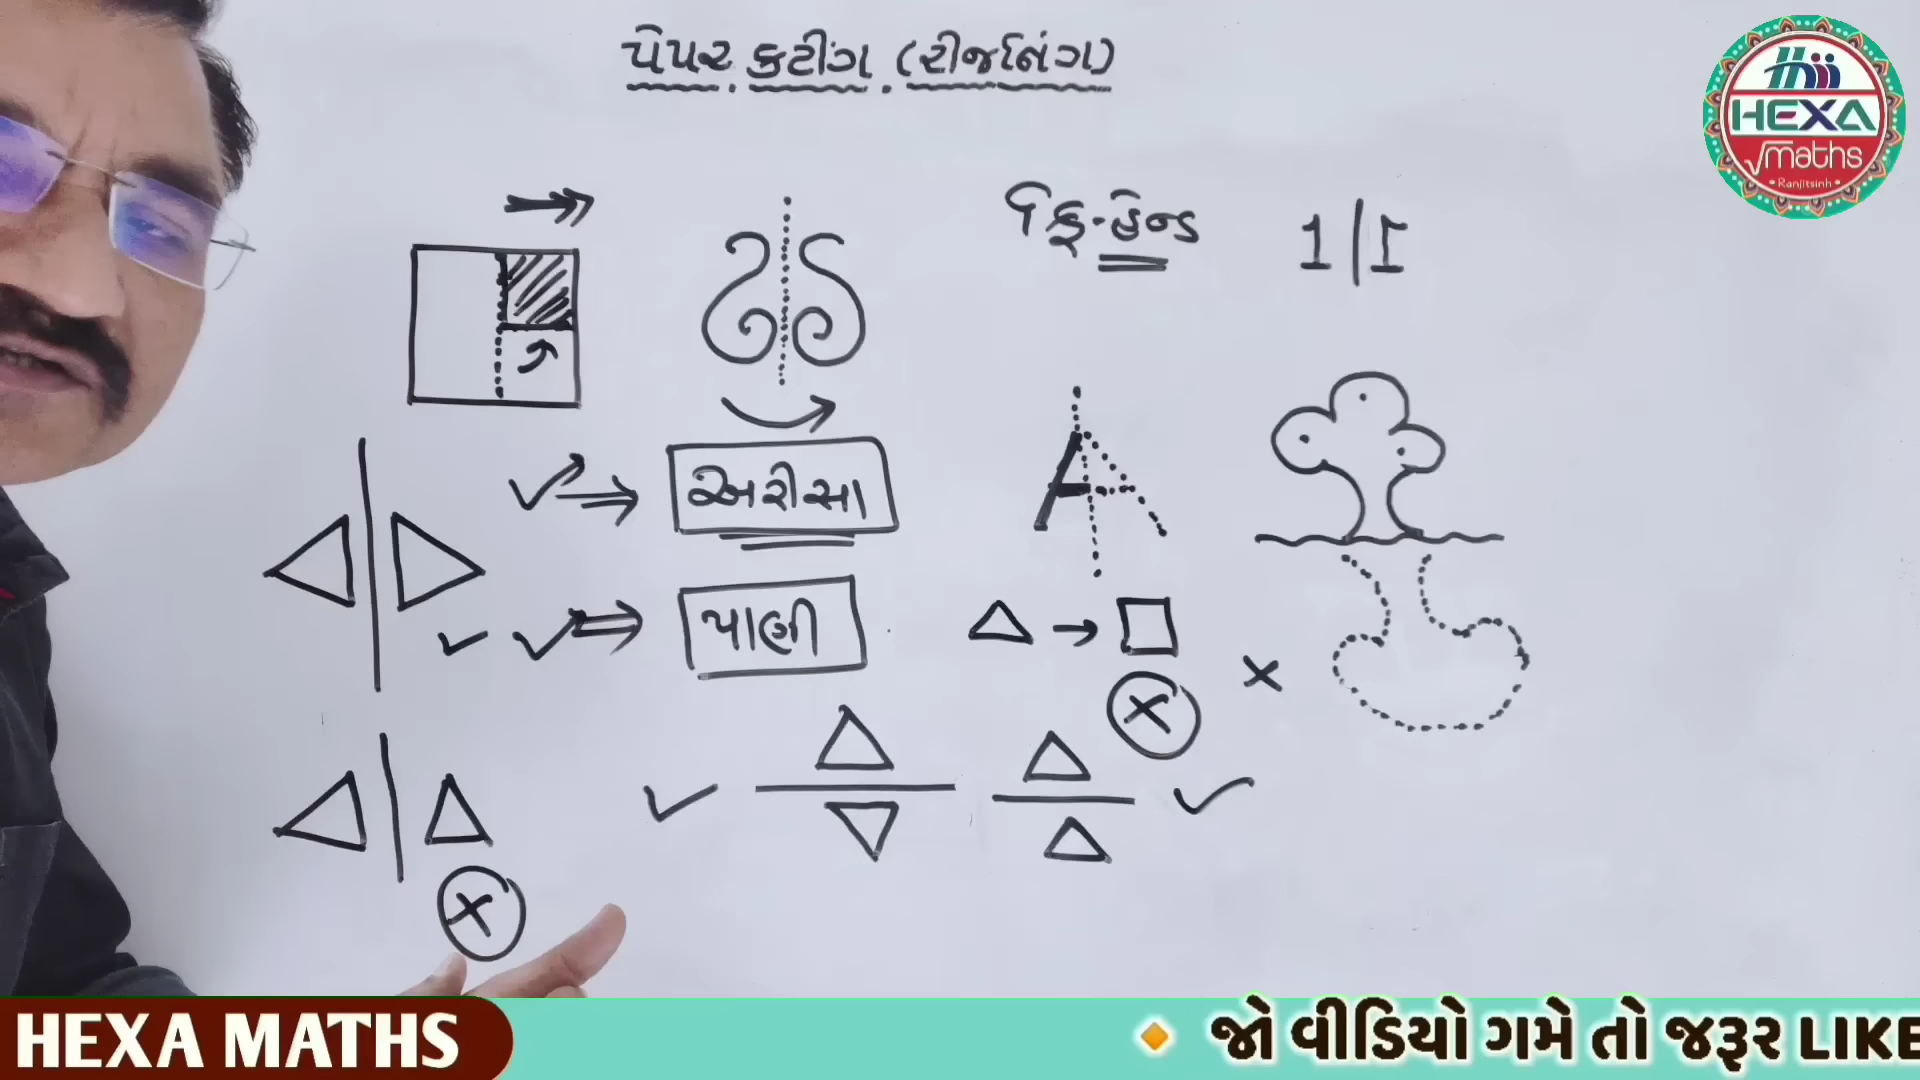 પેપર કટીંગ (રીઝનિંગ)
HEXA
√maths
• Ranjitsinh •
1|
અરીસા
A
પાણી
HEXA MATHS
જો વીડિયો ગમે તો જરૂર LIKE